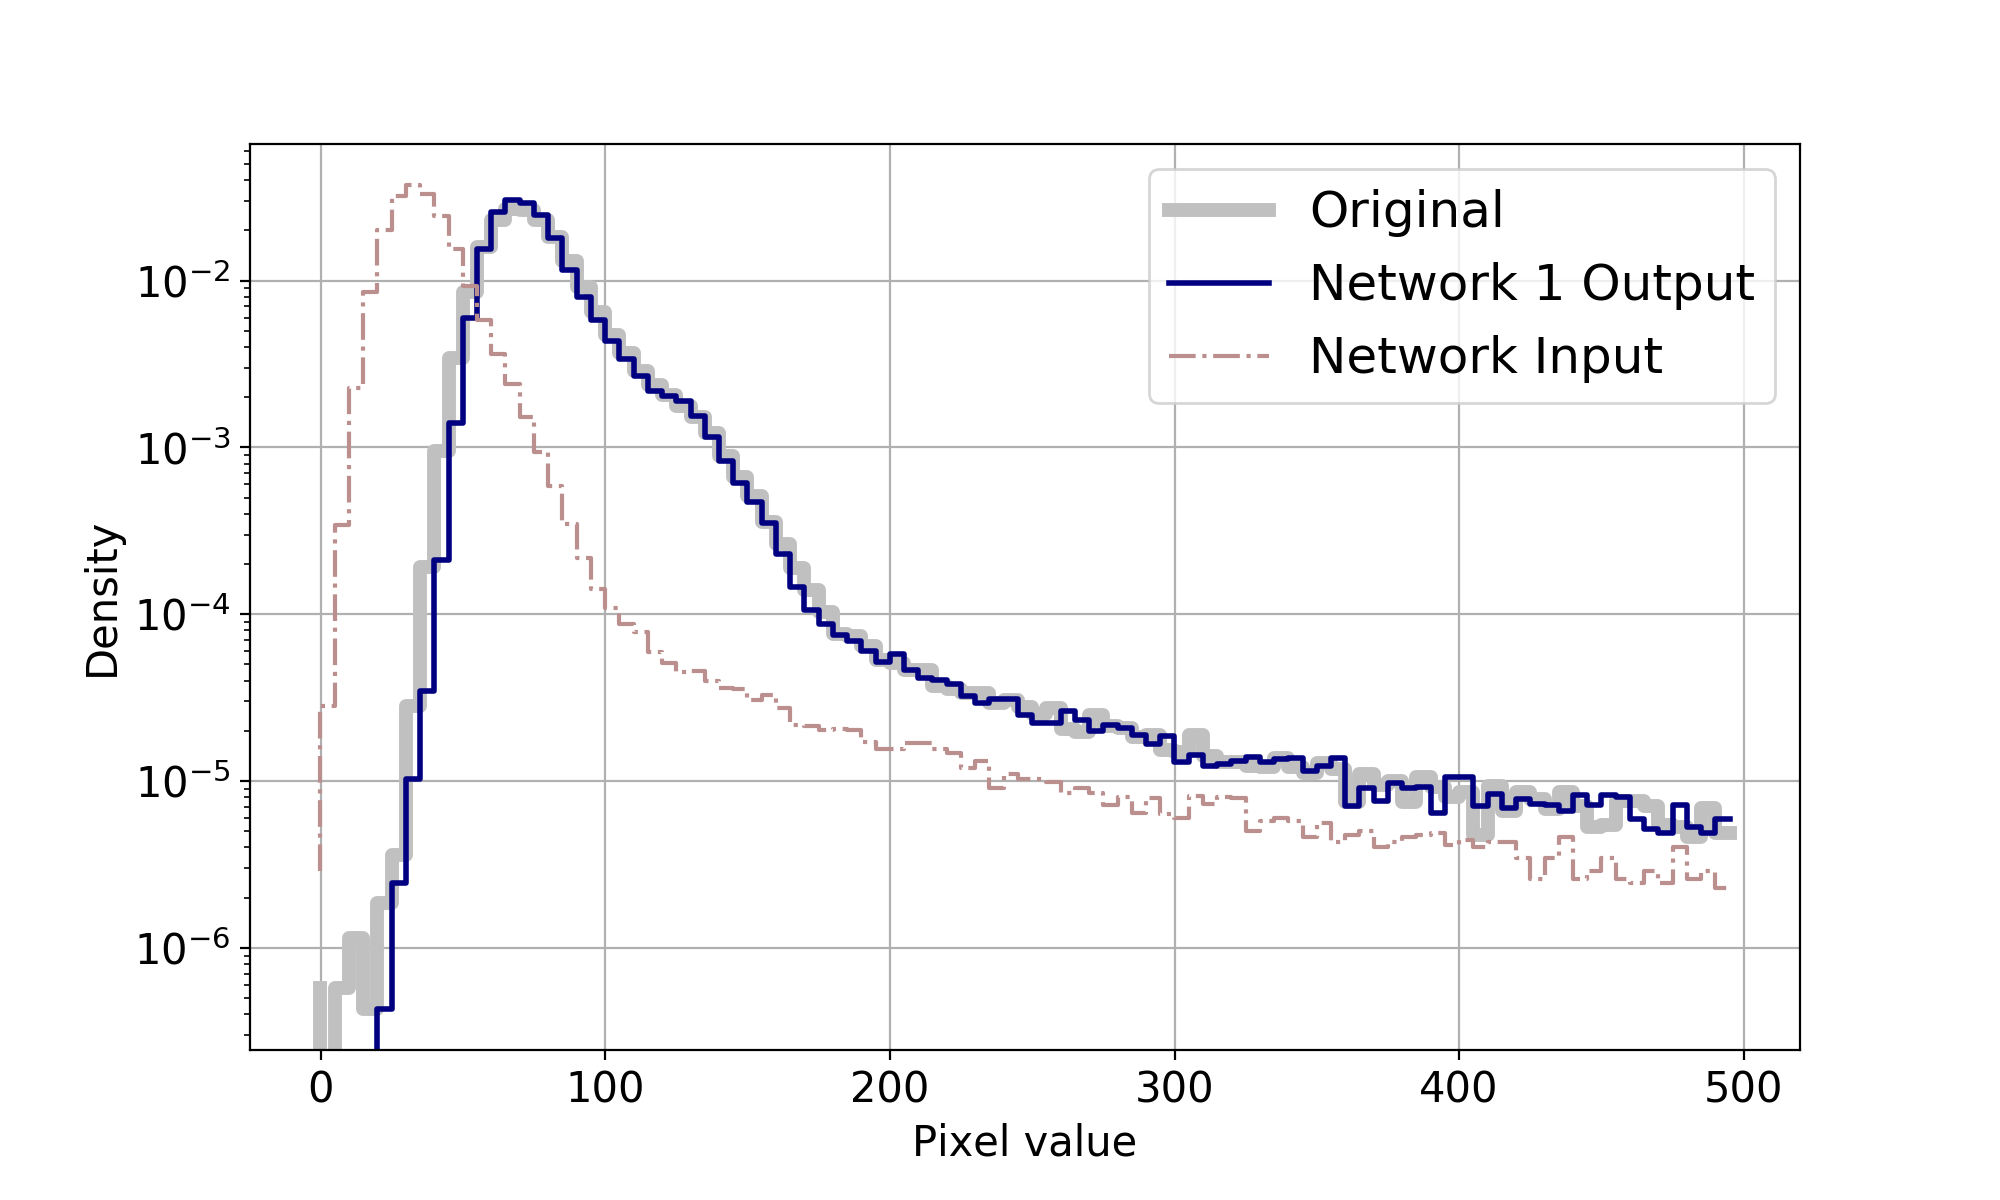 Original
Network 1 Output
Network Input
10⁻²
10⁻³
10⁻⁴
10⁻⁵
10⁻⁶
Density
0 100 200 300 400 500
Pixel value